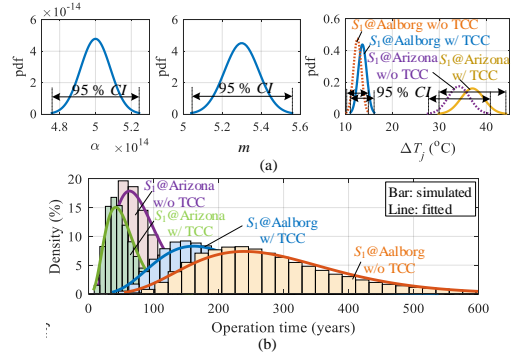 6 ×10⁻¹⁴
4
2
0
pdf
95 % CI
4.8 5 5.2
α ×10¹⁴
6
4
2
0
pdf
95 % CI
5 5.2 5.4 5.6
m
0.6
0.4
0.2
0
pdf
S₁@Aalborg w/o TCC
S₁@Aalborg w/ TCC
S₁@Arizona
w/o TCC
S₁@Arizona
w/ TCC
95 % CI
10 20 30 40
ΔTⱼ (°C)
(a)
20
15
10
5
0
Density (%)
S₁@Arizona
w/o TCC
S₁@Arizona
w/ TCC
S₁@Aalborg
w/ TCC
S₁@Aalborg
w/o TCC
Bar: simulated
Line: fitted
0 100 200 300 400 500 600
Operation time (years)
(b)